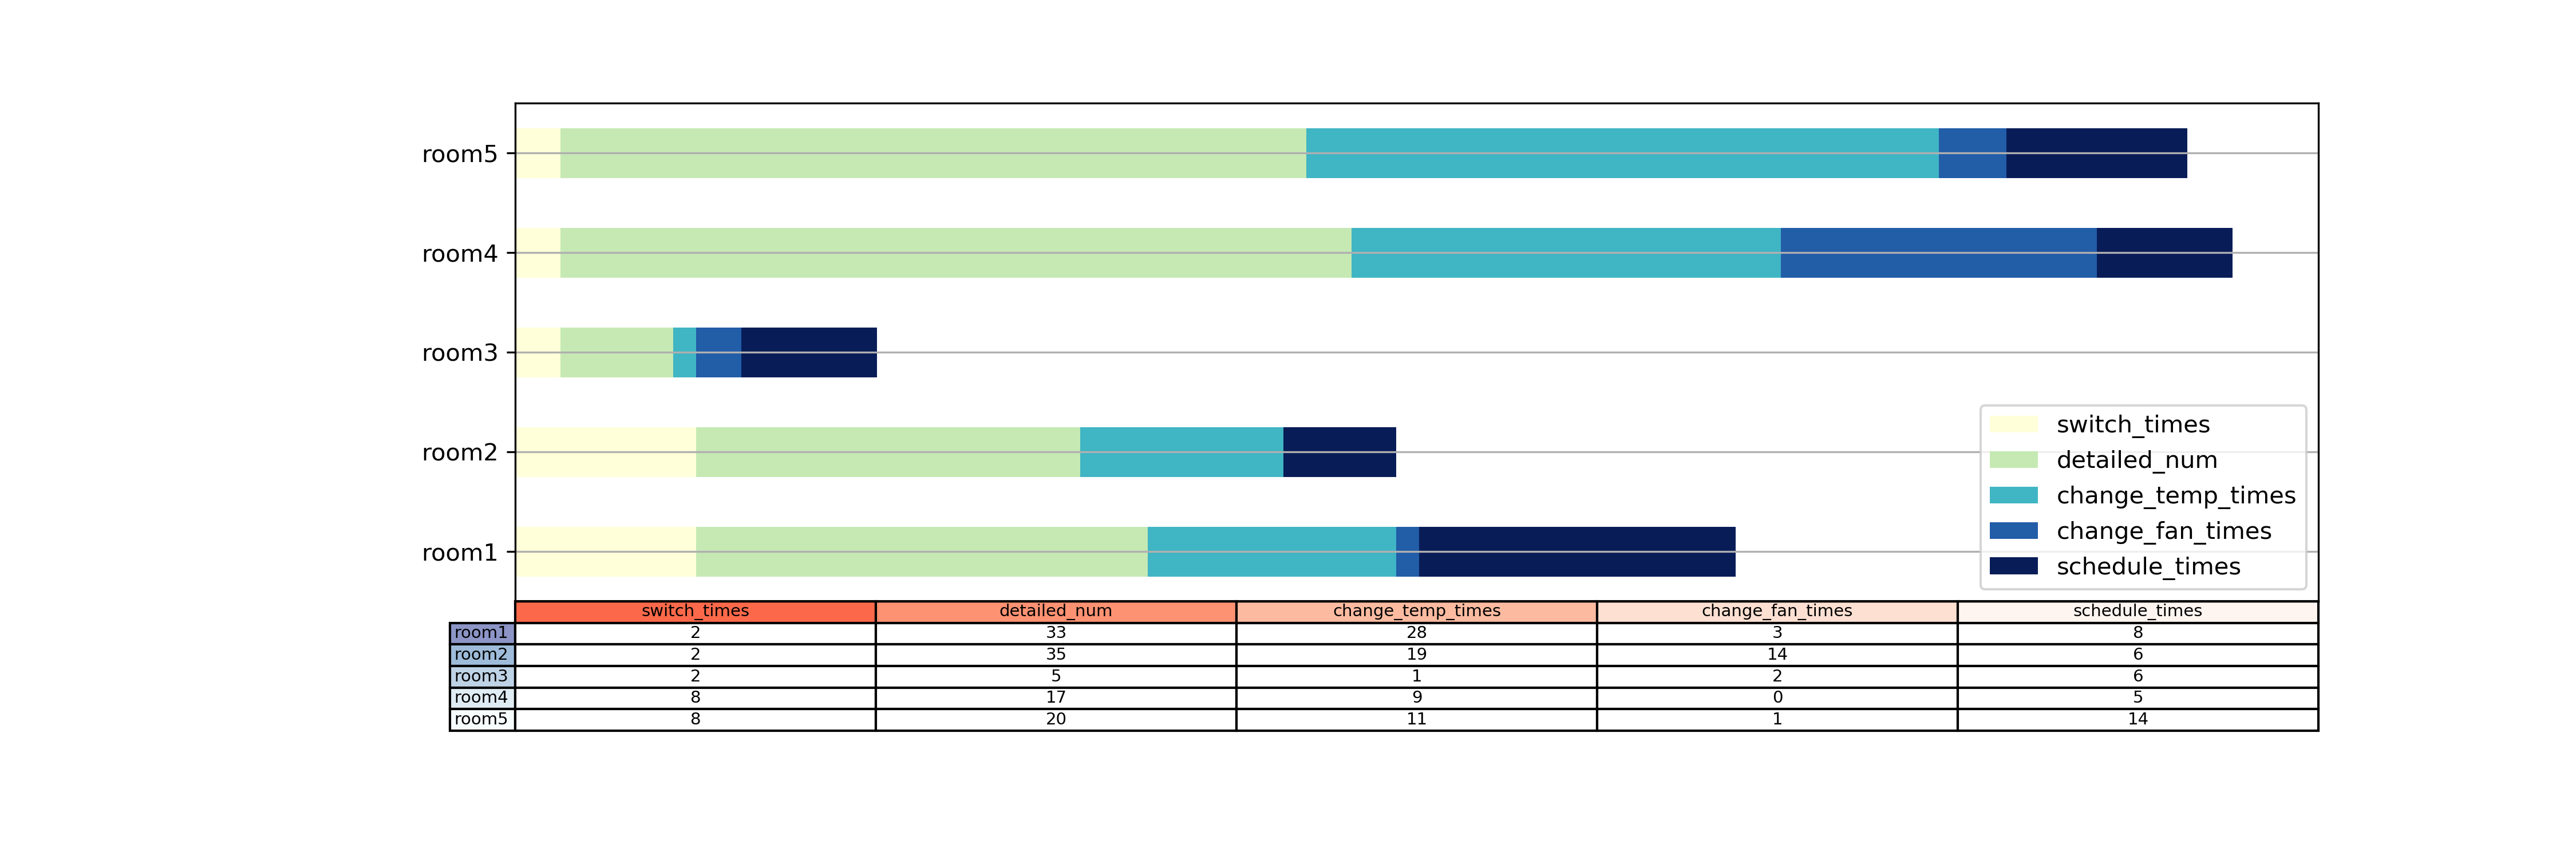 room5
room4
room3
room2
room1
switch_times
detailed_num
change_temp_times
change_fan_times
schedule_times
switch_times detailed_num change_temp_times change_fan_times schedule_times
room1 2 33 28 3 8
room2 2 35 19 14 6
room3 2 5 1 2 6
room4 8 17 9 0 5
room5 8 20 11 1 14